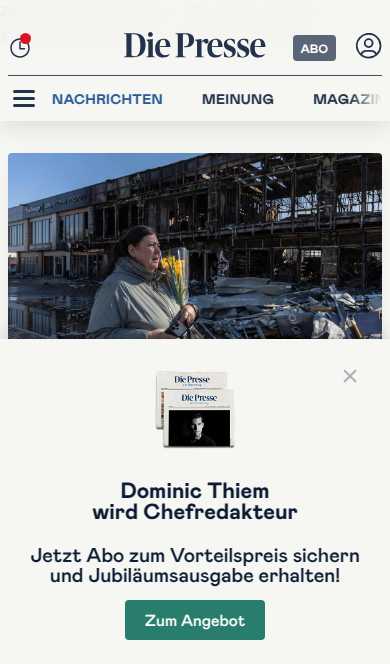 Die Presse
ABO
NACHRICHTEN MEINUNG MAGAZIN
Die Presse
Die Presse
Dominic Thiem
wird Chefredakteur
Jetzt Abo zum Vorteilspreis sichern
und Jubiläumsausgabe erhalten!
Zum Angebot